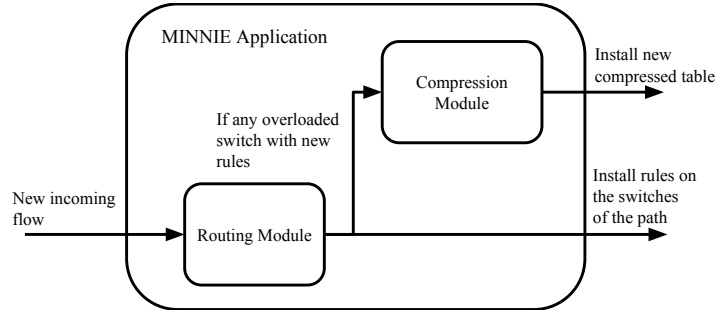 MINNIE Application
Compression
Module
Install new
compressed table
If any overloaded
switch with new
rules
New incoming
flow
Routing Module
Install rules on
the switches
of the path